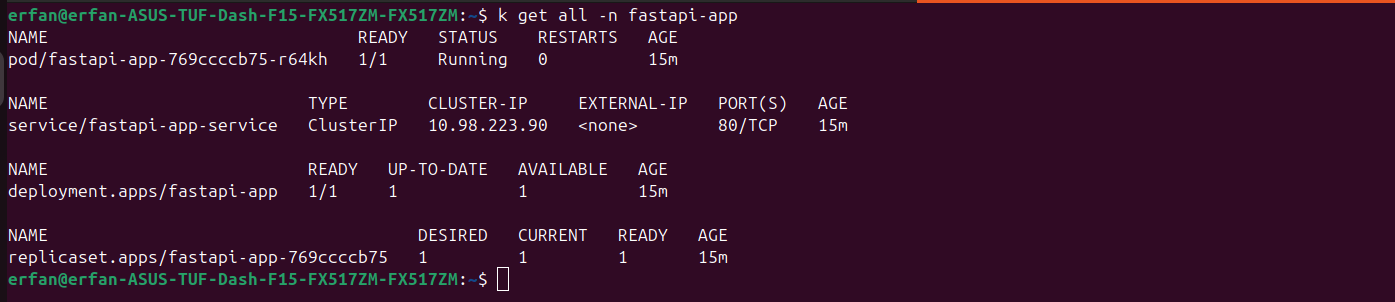 erfan@erfan-ASUS-TUF-Dash-F15-FX517ZM-FX517ZM:~$ k get all -n fastapi-app
NAME                               READY   STATUS    RESTARTS   AGE
pod/fastapi-app-769ccccb75-r64kh   1/1     Running   0          15m

NAME                          TYPE        CLUSTER-IP     EXTERNAL-IP   PORT(S)   AGE
service/fastapi-app-service   ClusterIP   10.98.223.90   <none>        80/TCP    15m

NAME                          READY   UP-TO-DATE   AVAILABLE   AGE
deployment.apps/fastapi-app   1/1     1            1           15m

NAME                                     DESIRED   CURRENT   READY   AGE
replicaset.apps/fastapi-app-769ccccb75   1         1         1       15m
erfan@erfan-ASUS-TUF-Dash-F15-FX517ZM-FX517ZM:~$